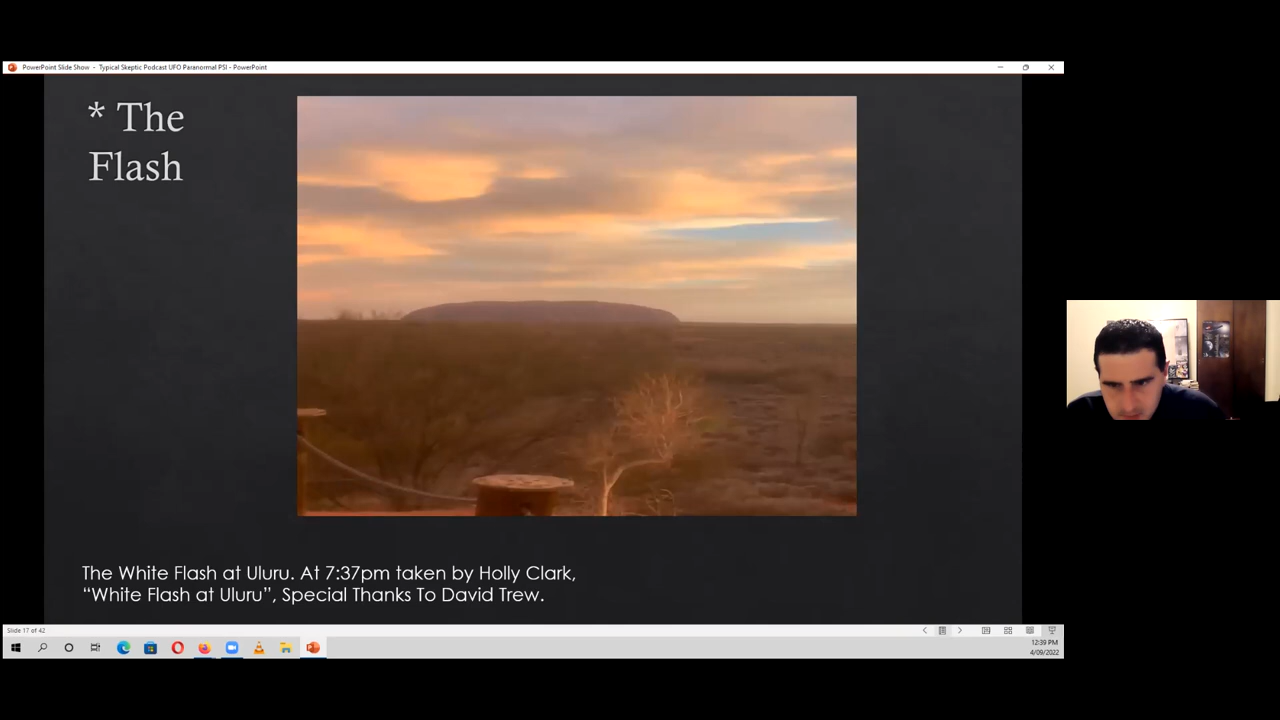 PowerPoint Slide Show - Typical Skeptic Podcast UFO Paranormal PSI - PowerPoint
* The
Flash
The White Flash at Uluru. At 7:37pm taken by Holly Clark,
“White Flash at Uluru”, Special Thanks To David Trew.
Slide 17 of 42
12:39 PM
4/09/2022